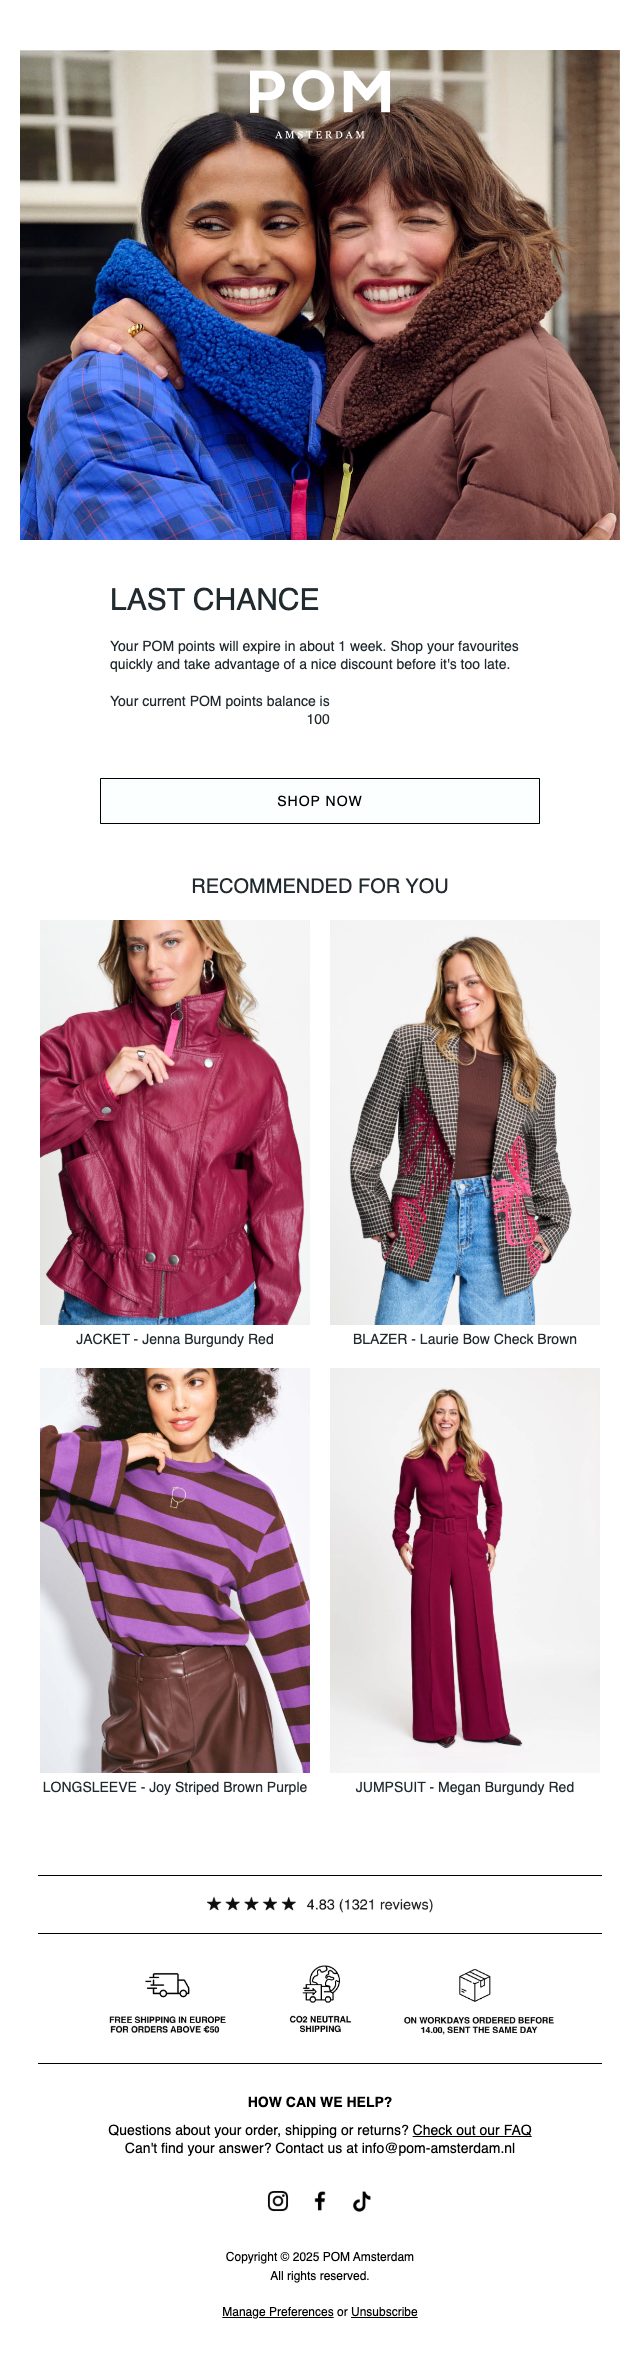 POM
AMSTERDAM
LAST CHANCE
Your POM points will expire in about 1 week. Shop your favourites
quickly and take advantage of a nice discount before it's too late.
Your current POM points balance is
100
SHOP NOW
RECOMMENDED FOR YOU
JACKET - Jenna Burgundy Red
BLAZER - Laurie Bow Check Brown
LONGSLEEVE - Joy Striped Brown Purple
JUMPSUIT - Megan Burgundy Red
★★★★★ 4.83 (1321 reviews)
FREE SHIPPING IN EUROPE
FOR ORDERS ABOVE €50
CO2 NEUTRAL
SHIPPING
ON WORKDAYS ORDERED BEFORE
14.00, SENT THE SAME DAY
HOW CAN WE HELP?
Questions about your order, shipping or returns? Check out our FAQ
Can't find your answer? Contact us at info@pom-amsterdam.nl
Copyright © 2025 POM Amsterdam
All rights reserved.
Manage Preferences or Unsubscribe